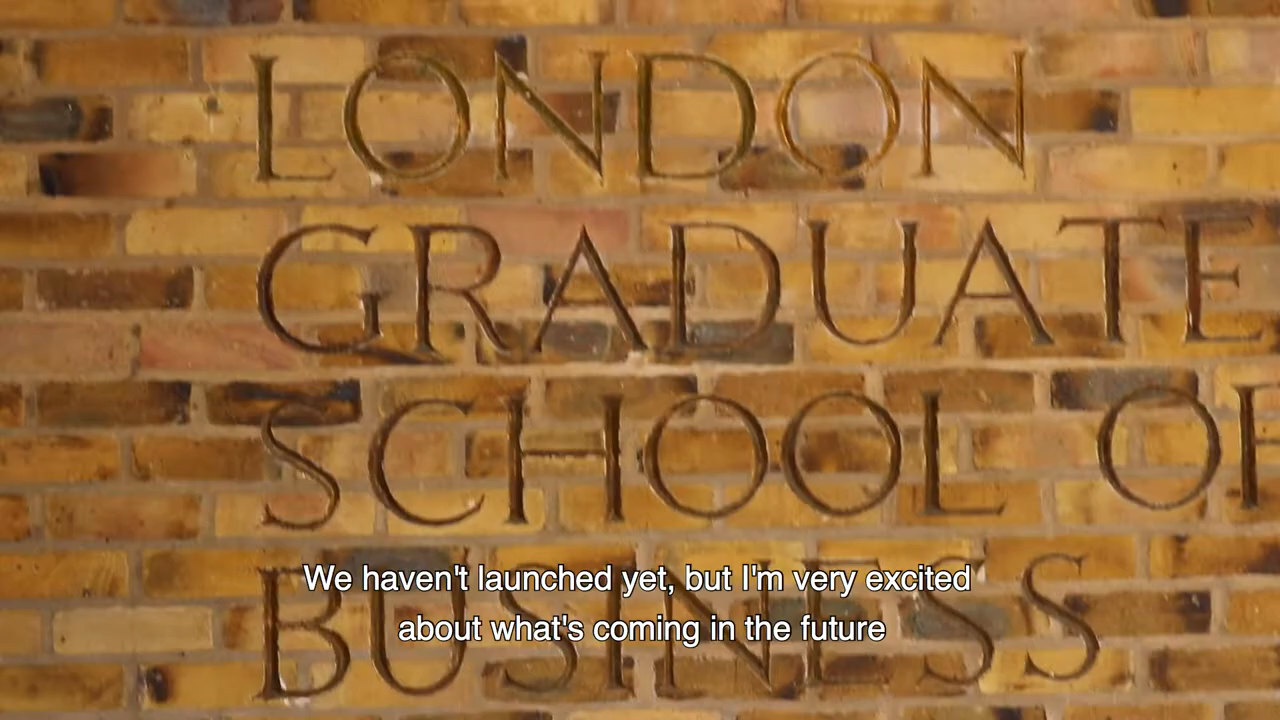 LONDON
GRADUATE
SCHOOL OF
BUSINESS
We haven't launched yet, but I'm very excited
about what's coming in the future